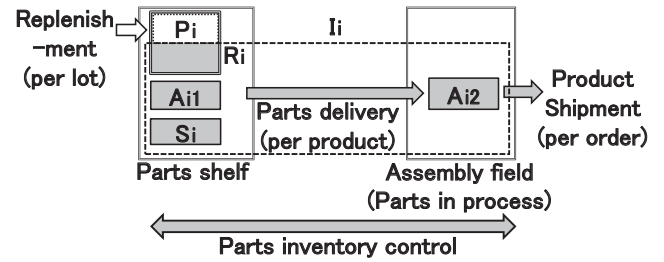 Replenish
-ment
(per lot)
Pi
Ii
Ri
Ai1
Si
Parts delivery
(per product)
Ai2
Product
Shipment
(per order)
Parts shelf
Assembly field
(Parts in process)
Parts inventory control